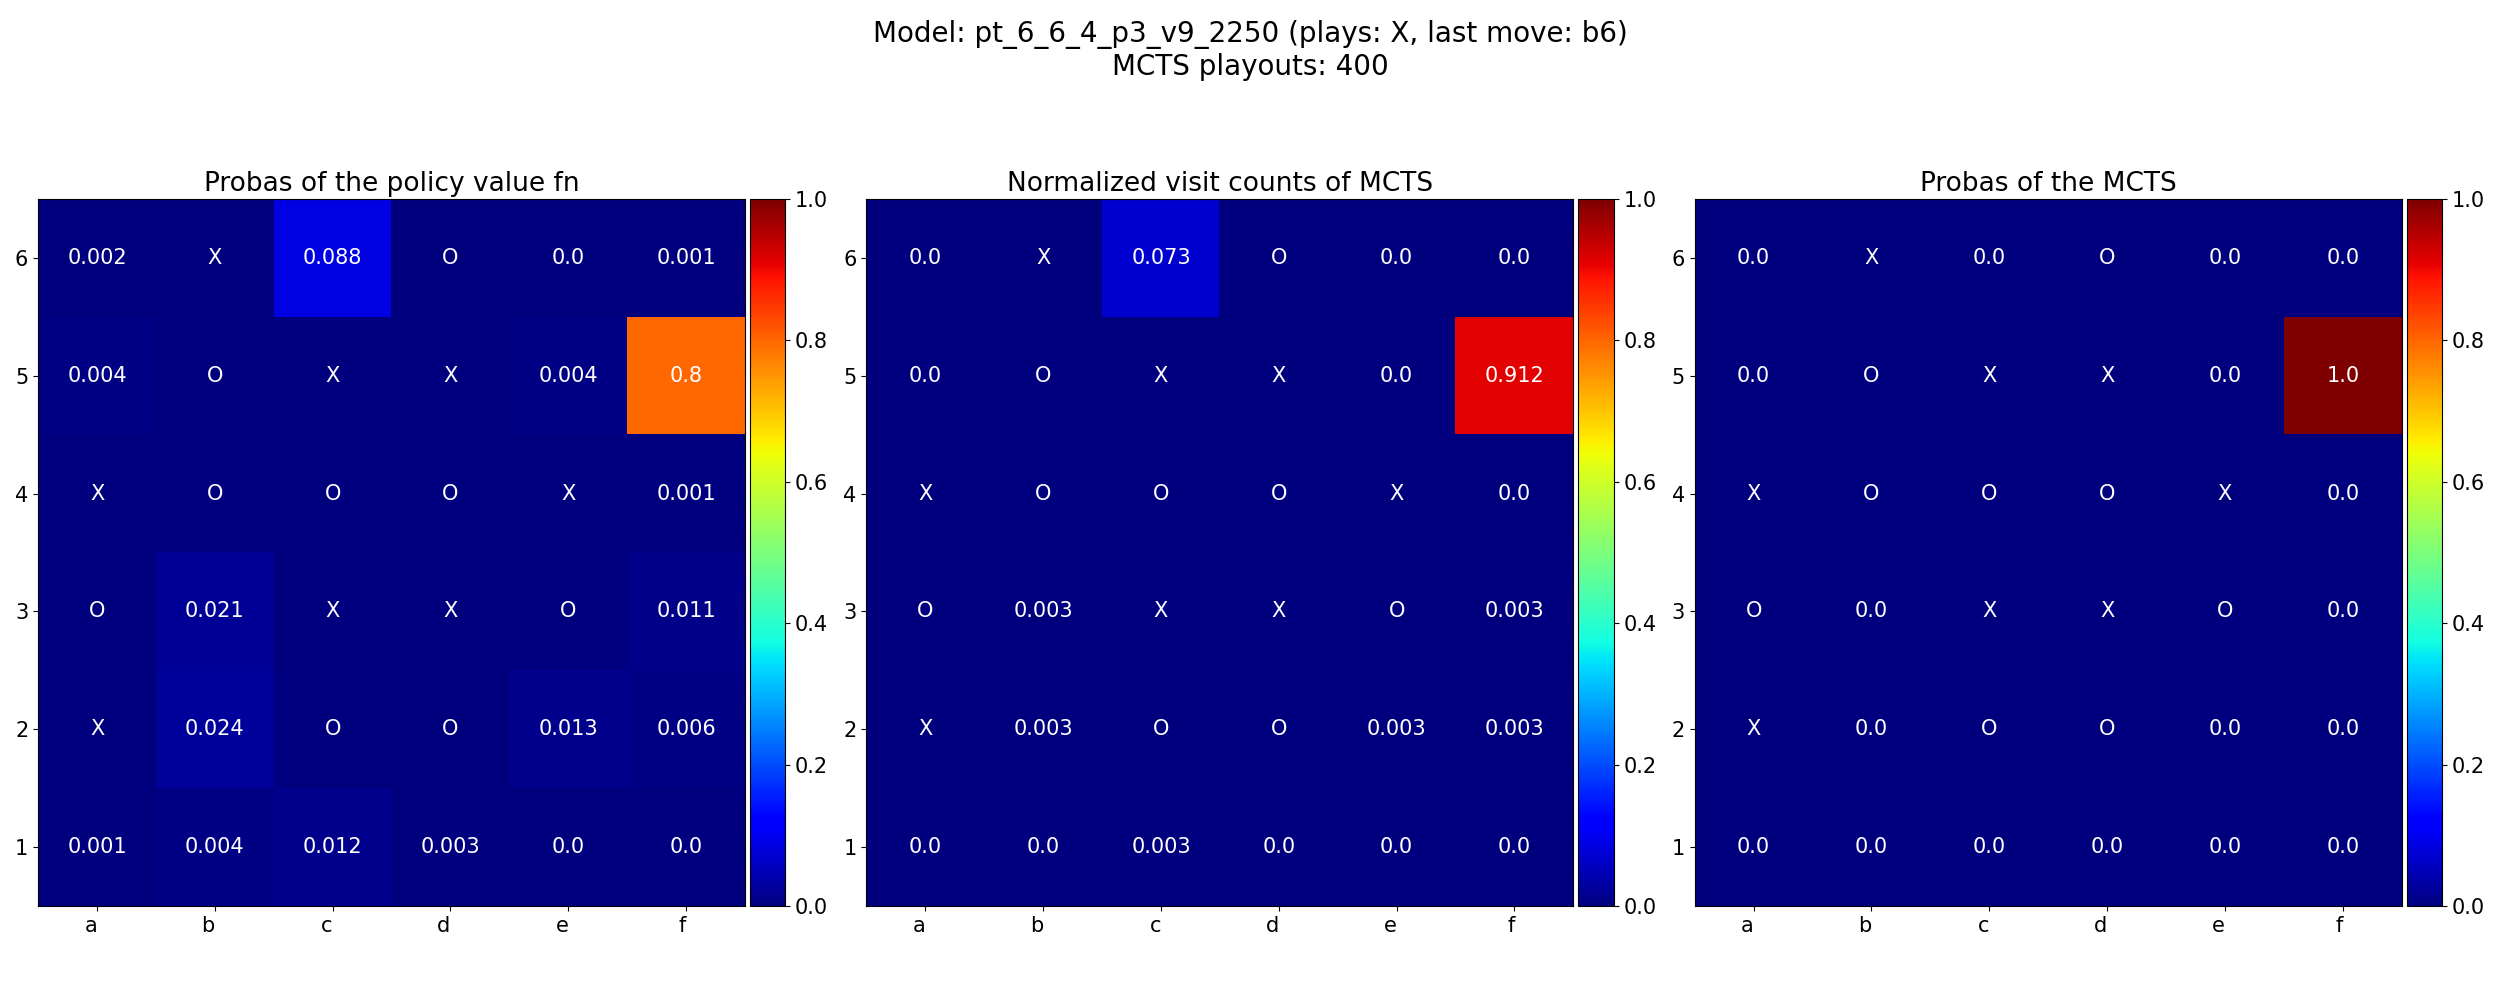 Model: pt_6_6_4_p3_v9_2250 (plays: X, last move: b6)
MCTS playouts: 400
Probas of the policy value fn
6 0.002 X 0.088 O 0.0 0.001
5 0.004 O X X 0.004 0.8
4 X O O O X 0.001
3 O 0.021 X X O 0.011
2 X 0.024 O O 0.013 0.006
1 0.001 0.004 0.012 0.003 0.0 0.0
a b c d e f
1.0
0.8
0.6
0.4
0.2
0.0
Normalized visit counts of MCTS
6 0.0 X 0.073 O 0.0 0.0
5 0.0 O X X 0.0 0.912
4 X O O O X 0.0
3 O 0.003 X X O 0.003
2 X 0.003 O O 0.003 0.003
1 0.0 0.0 0.003 0.0 0.0 0.0
a b c d e f
1.0
0.8
0.6
0.4
0.2
0.0
Probas of the MCTS
6 0.0 X 0.0 O 0.0 0.0
5 0.0 O X X 0.0 1.0
4 X O O O X 0.0
3 O 0.0 X X O 0.0
2 X 0.0 O O 0.0 0.0
1 0.0 0.0 0.0 0.0 0.0 0.0
a b c d e f
1.0
0.8
0.6
0.4
0.2
0.0